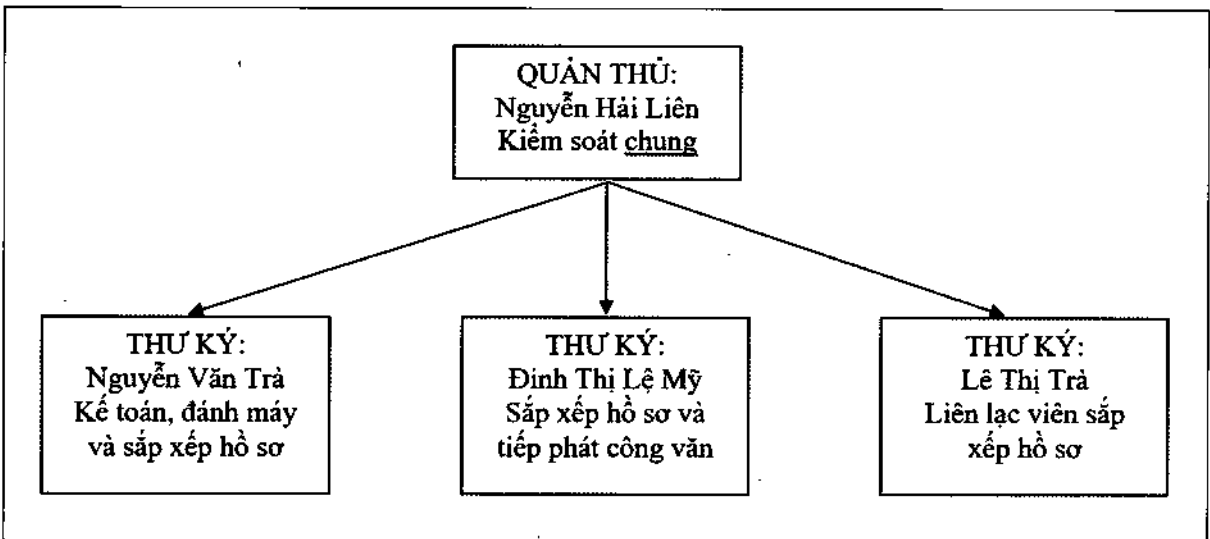 QUẢN THỦ:
Nguyễn Hải Liên
Kiểm soát chung
THƯ KÝ:
Nguyễn Văn Trà
Kế toán, đánh máy
và sắp xếp hồ sơ
THƯ KÝ:
Đinh Thị Lệ Mỹ
Sắp xếp hồ sơ và
tiếp phát công văn
THƯ KÝ:
Lê Thị Trà
Liên lạc viên sắp
xếp hồ sơ